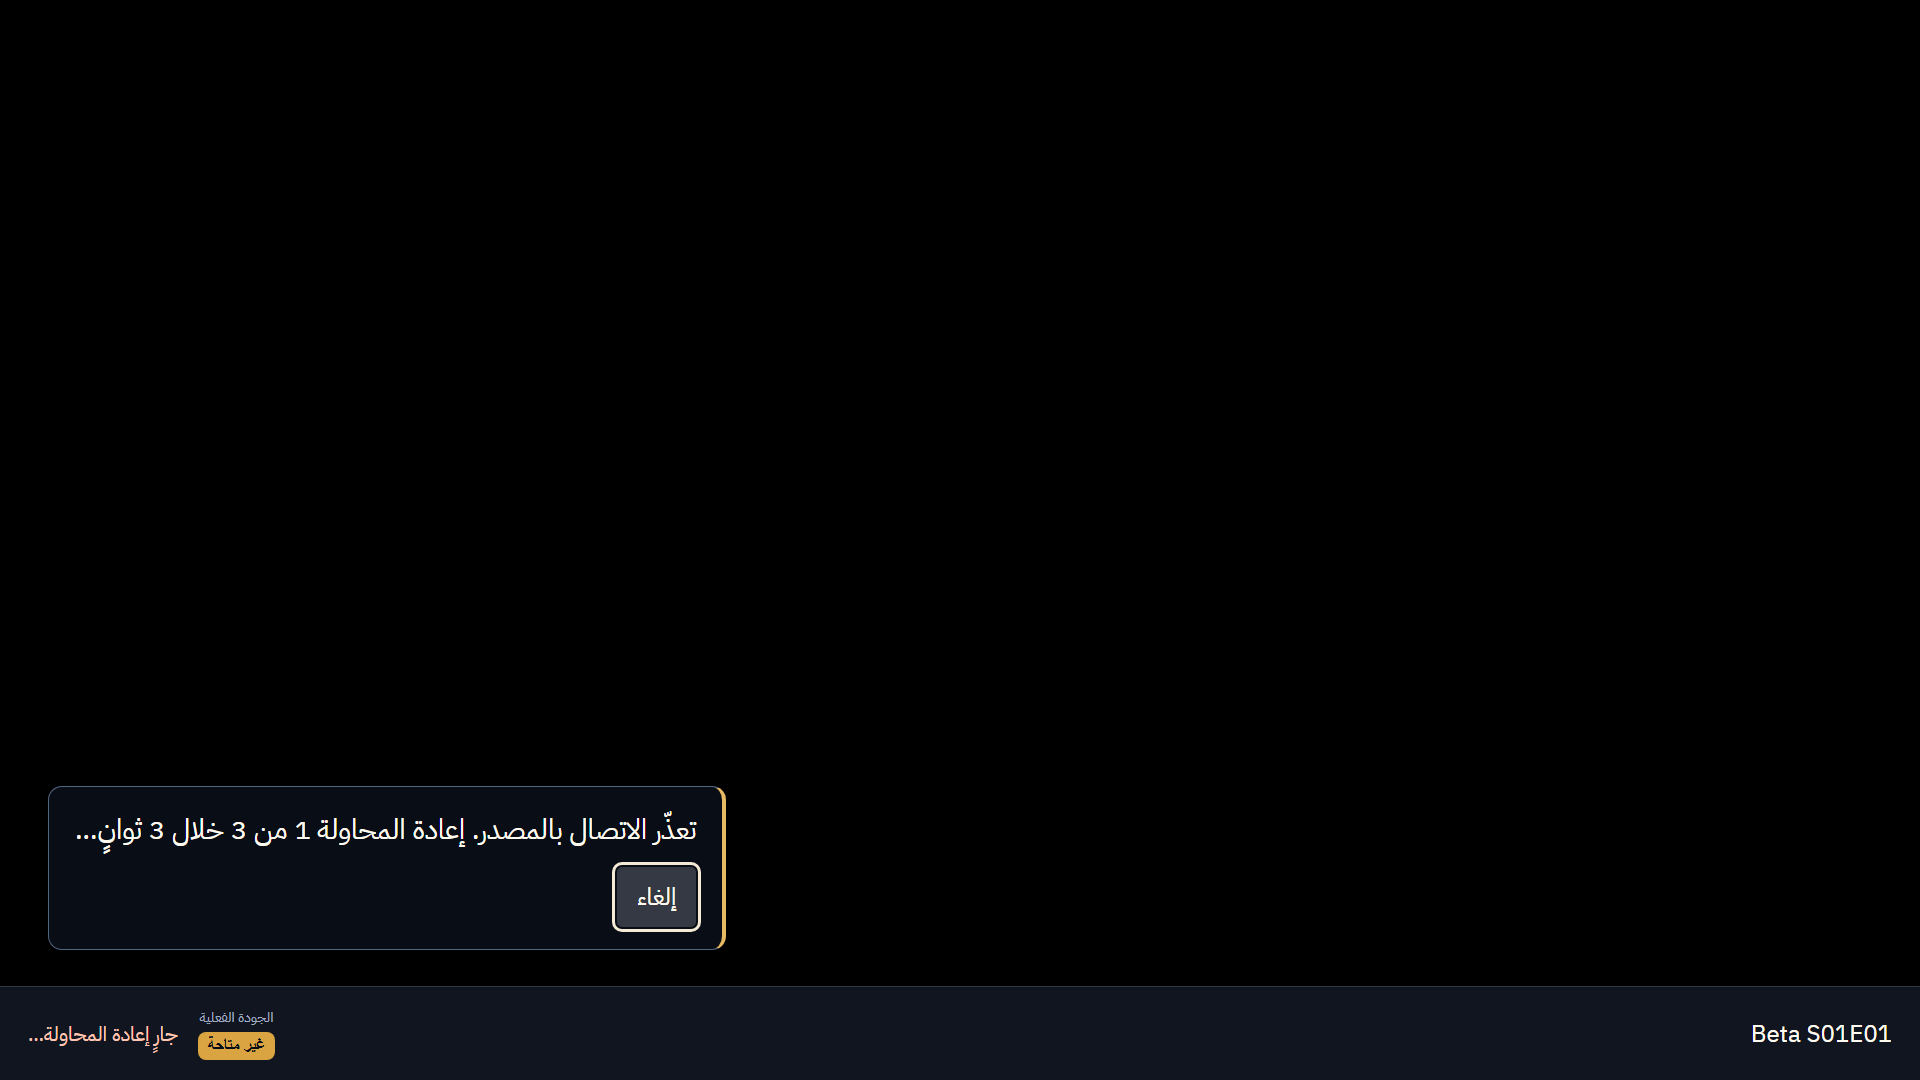 تعذّر الاتصال بالمصدر. إعادة المحاولة 1 من 3 خلال 3 ثوانٍ...
إلغاء
Beta S01E01
الجودة الفعلية
غير متاحة
جارٍ إعادة المحاولة...